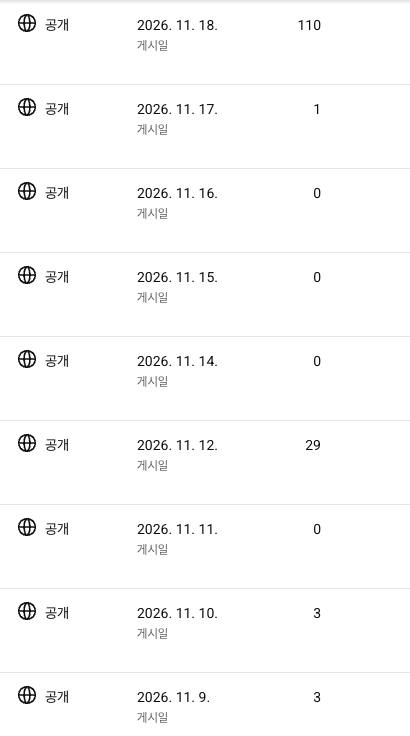 공개 2026. 11. 18. 110
게시일
공개 2026. 11. 17. 1
게시일
공개 2026. 11. 16. 0
게시일
공개 2026. 11. 15. 0
게시일
공개 2026. 11. 14. 0
게시일
공개 2026. 11. 12. 29
게시일
공개 2026. 11. 11. 0
게시일
공개 2026. 11. 10. 3
게시일
공개 2026. 11. 9. 3
게시일